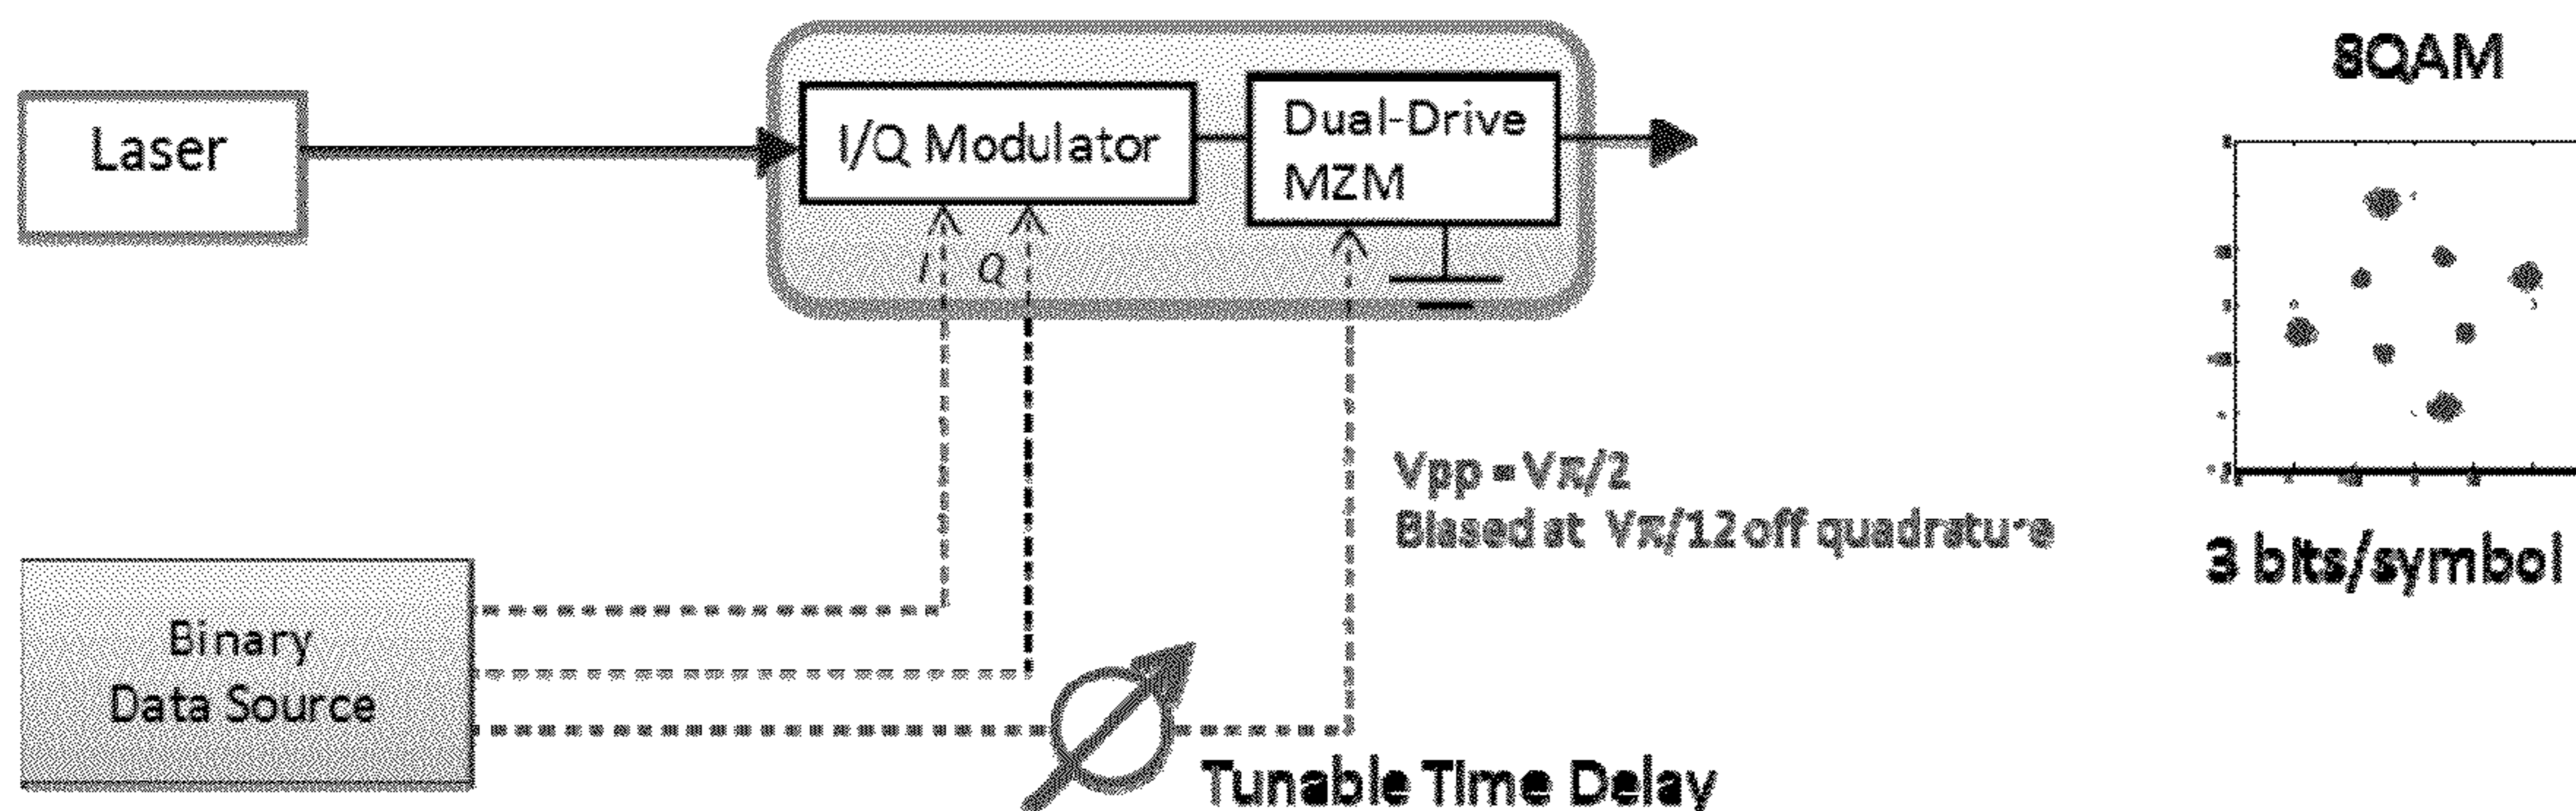 Laser
I/Q Modulator
Dual-Drive
MZM
I Q
8QAM
Vpp = Vπ/2
Biased at Vπ/12 off quadrature
3 bits/symbol
Binary
Data Source
Tunable Time Delay